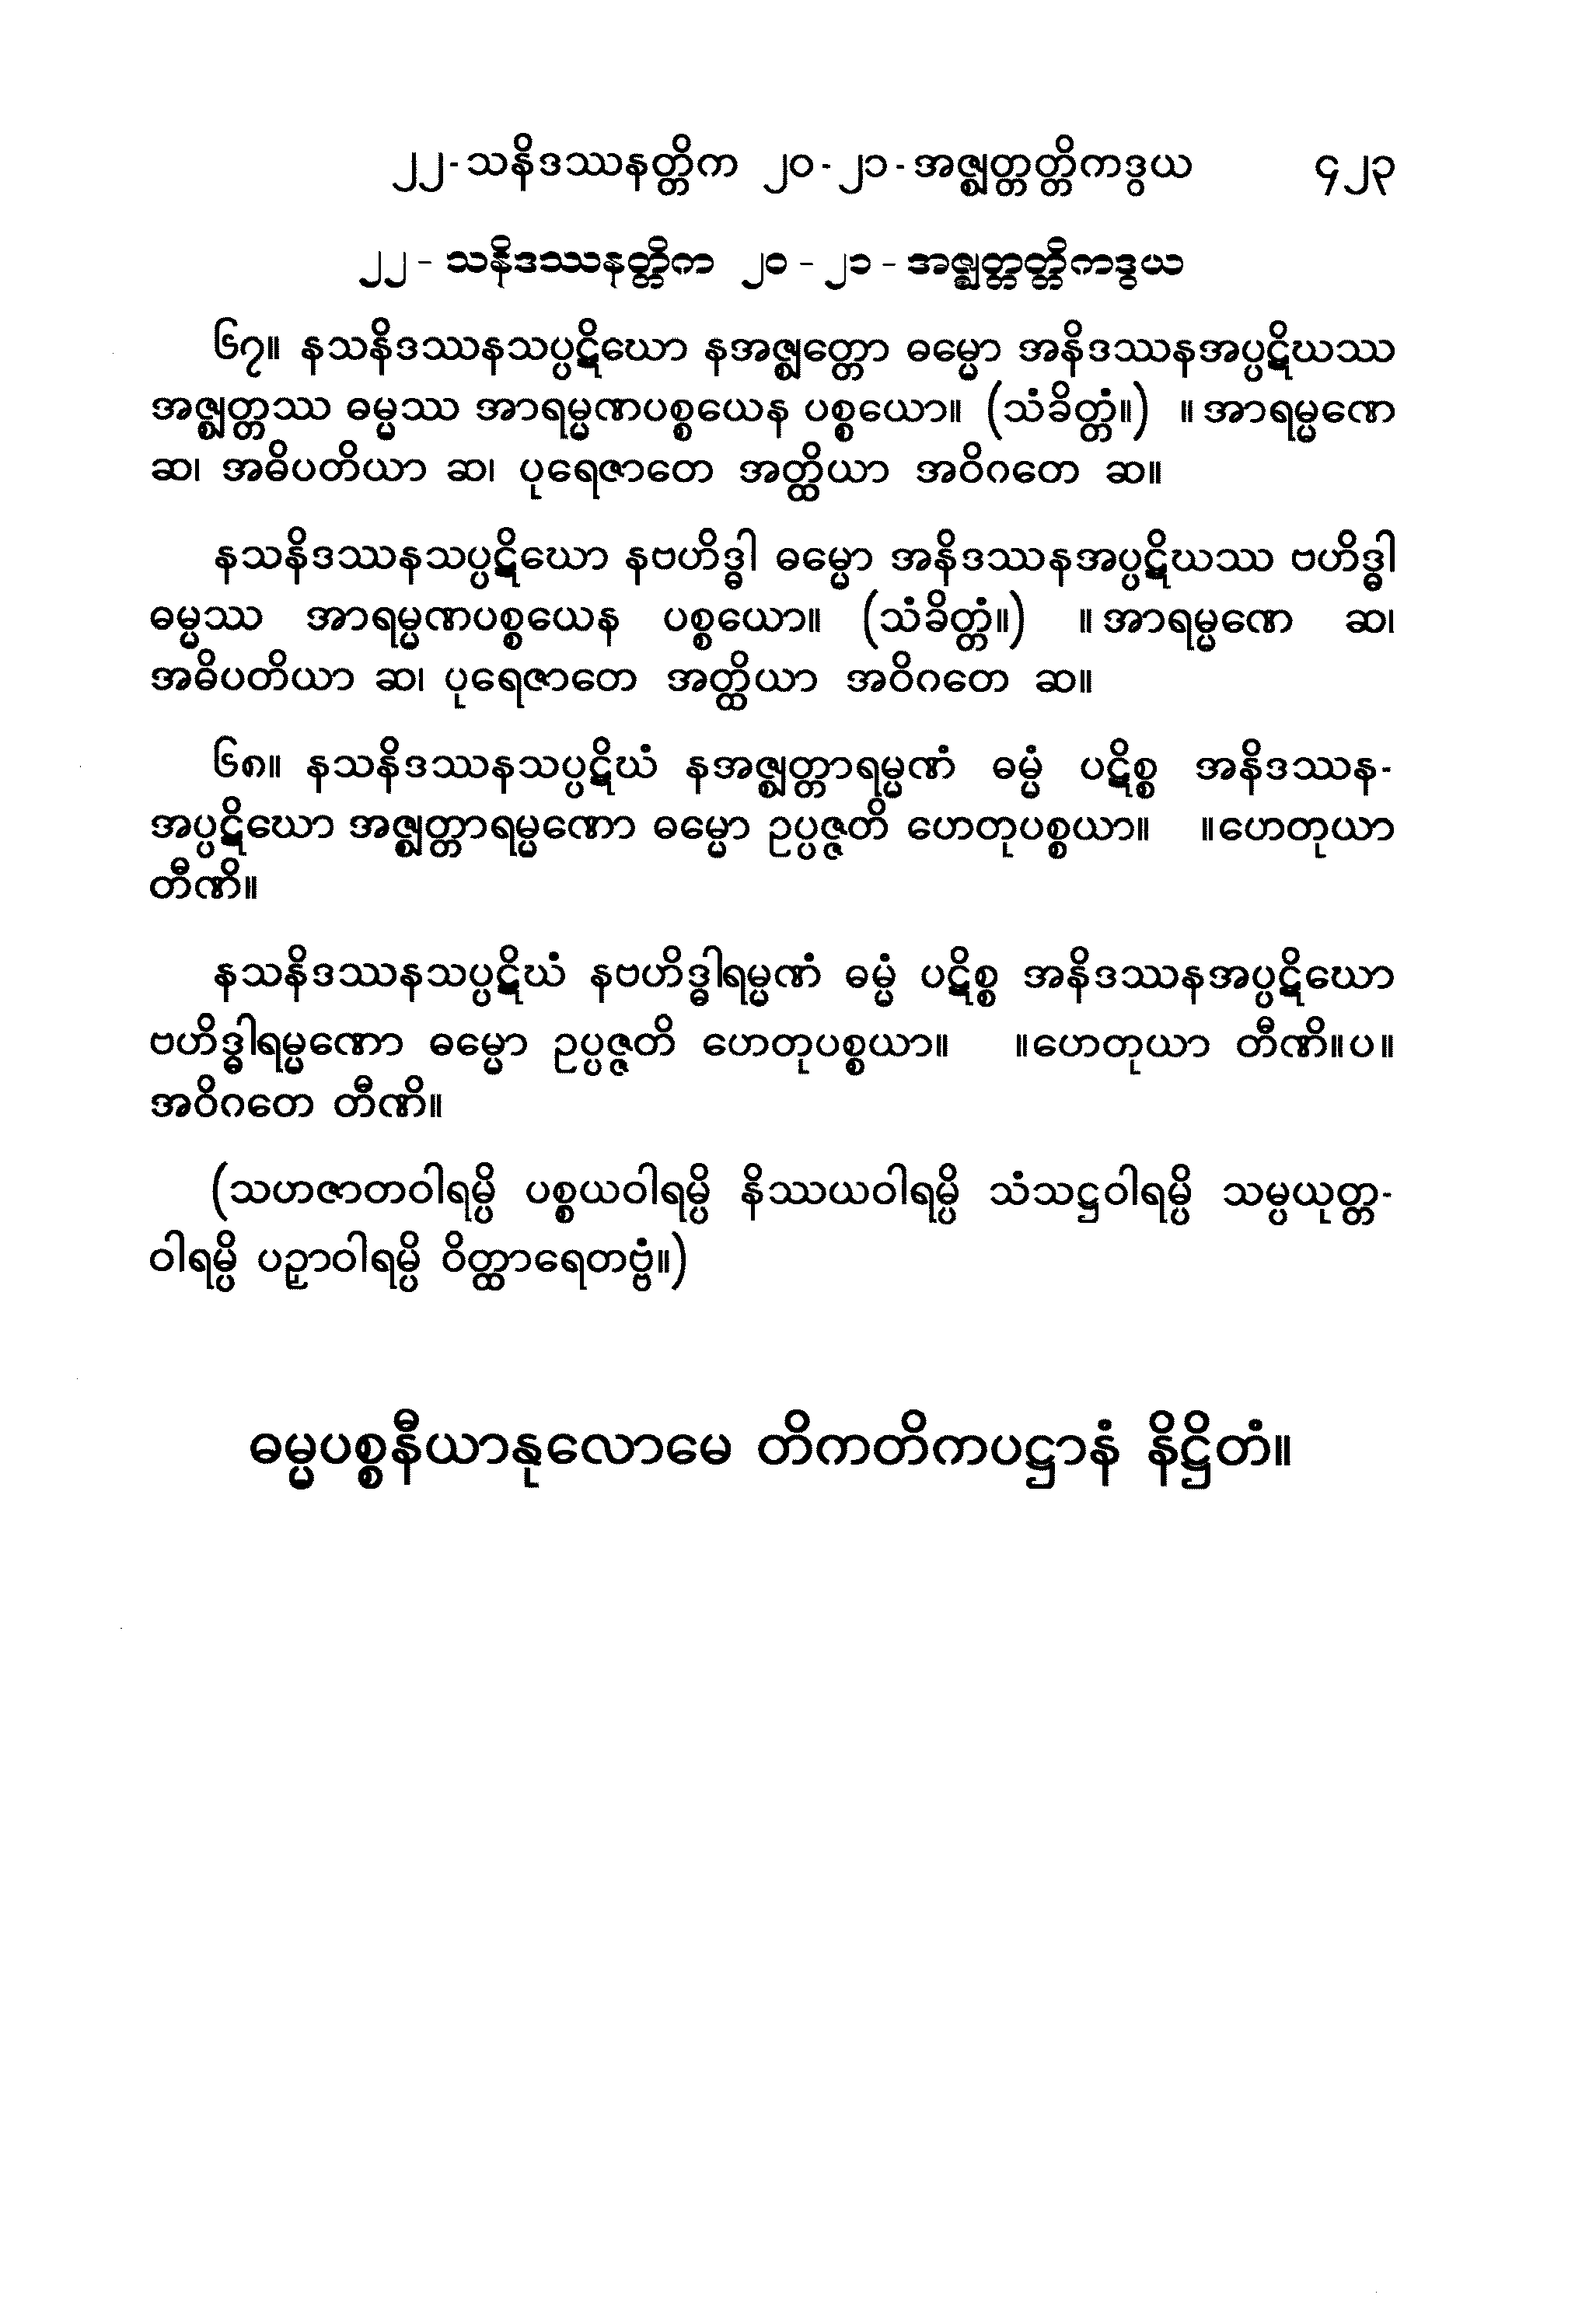 ၂၂-သနိဒဿနတ္တိက ၂၀-၂၁-အဇ္ဈတ္တတ္တိကဒွယ ၄၂၃
၂၂ - သနိဒဿနတ္တိက ၂၀ - ၂၁ - အဇ္ဈတ္တတ္တိကဒွယ
၆၇။ နသနိဒဿနသပ္ပဋိဃော နအဇ္ဈတ္တော ဓမ္မော အနိဒဿနအပ္ပဋိဃဿ
အဇ္ဈတ္တဿ ဓမ္မဿ အာရမ္မဏပစ္စယေန ပစ္စယော။ (သံခိတ္တံ။) ။ အာရမ္မဏေ
ဆ၊ အဓိပတိယာ ဆ၊ ပုရေဇာတေ အတ္ထိယာ အဝိဂတေ ဆ။
နသနိဒဿနသပ္ပဋိဃော နဗဟိဒ္ဓါ ဓမ္မော အနိဒဿနအပ္ပဋိဃဿ ဗဟိဒ္ဓါ
ဓမ္မဿ အာရမ္မဏပစ္စယေန ပစ္စယော။ (သံခိတ္တံ။) ။ အာရမ္မဏေ ဆ၊
အဓိပတိယာ ဆ၊ ပုရေဇာတေ အတ္ထိယာ အဝိဂတေ ဆ။
၆၈။ နသနိဒဿနသပ္ပဋိဃံ နအဇ္ဈတ္တာရမ္မဏံ ဓမ္မံ ပဋိစ္စ အနိဒဿန-
အပ္ပဋိဃော အဇ္ဈတ္တာရမ္မဏော ဓမ္မော ဥပ္ပဇ္ဇတိ ဟေတုပစ္စယာ။ ။ဟေတုယာ
တီဏိ။
နသနိဒဿနသပ္ပဋိဃံ နဗဟိဒ္ဓါရမ္မဏံ ဓမ္မံ ပဋိစ္စ အနိဒဿနအပ္ပဋိဃော
ဗဟိဒ္ဓါရမ္မဏော ဓမ္မော ဥပ္ပဇ္ဇတိ ဟေတုပစ္စယာ။ ။ဟေတုယာ တီဏိ။ပ။
အဝိဂတေ တီဏိ။
(သဟဇာတဝါရမ္ပိ ပစ္စယဝါရမ္ပိ နိဿယဝါရမ္ပိ သံသဋ္ဌဝါရမ္ပိ သမ္ပယုတ္တ-
ဝါရမ္ပိ ပဉှာဝါရမ္ပိ ဝိတ္ထာရေတဗ္ဗံ။)
ဓမ္မပစ္စနီယာနုလောမေ တိကတိကပဋ္ဌာနံ နိဋ္ဌိတံ။